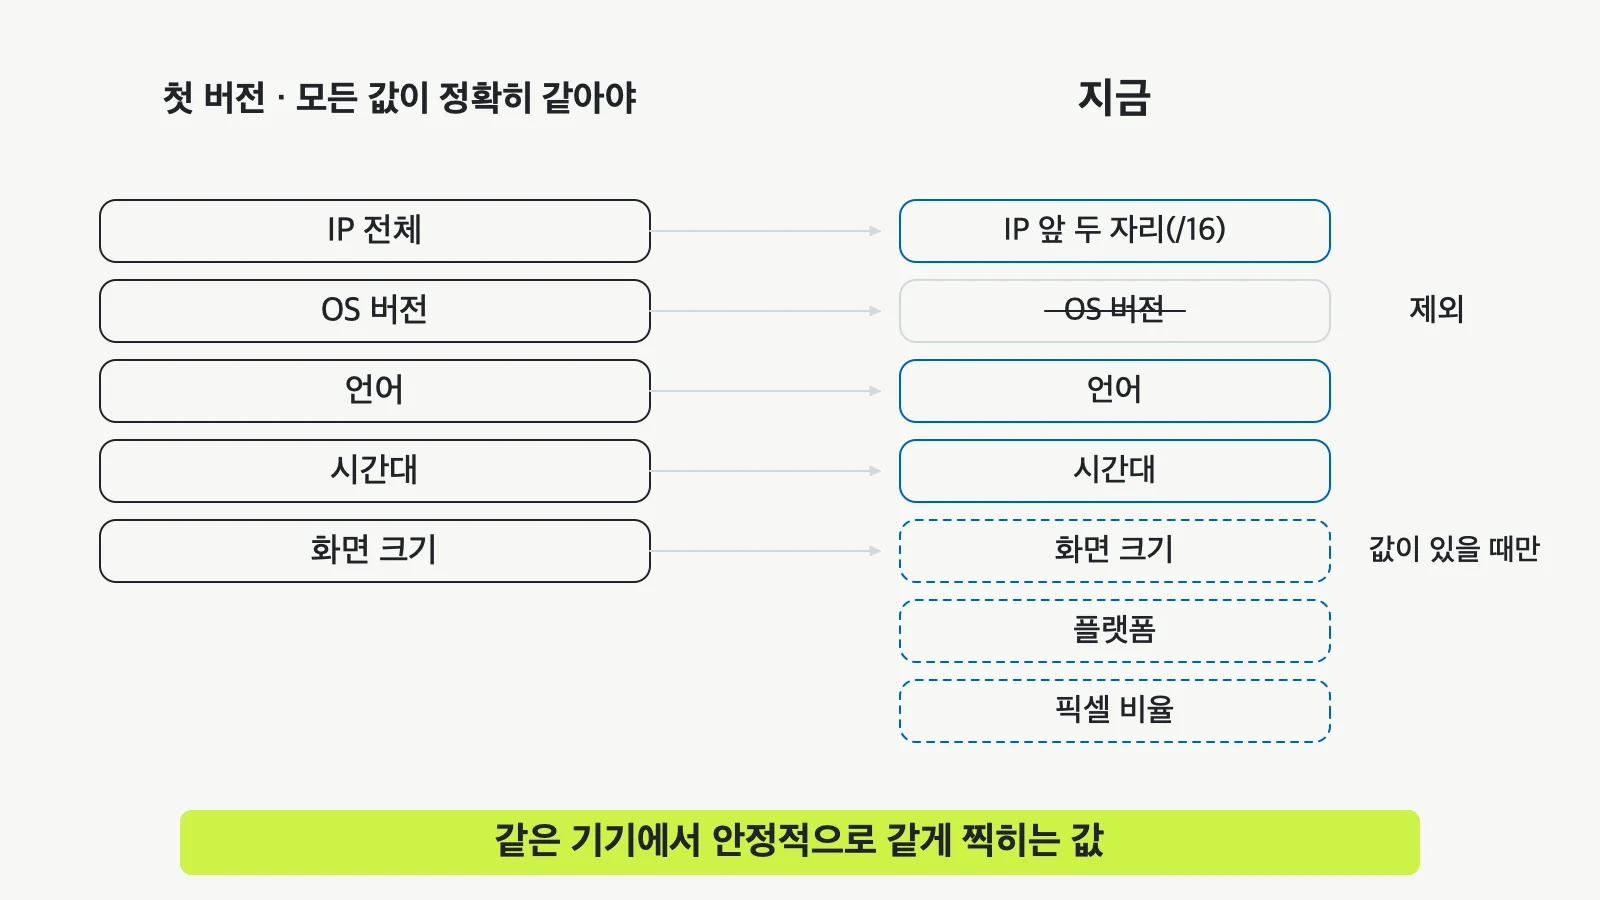 첫 버전 · 모든 값이 정확히 같아야
지금
IP 전체
IP 앞 두 자리(/16)
OS 버전
OS 버전
제외
언어
언어
시간대
시간대
화면 크기
화면 크기
값이 있을 때만
플랫폼
픽셀 비율
같은 기기에서 안정적으로 같게 찍히는 값